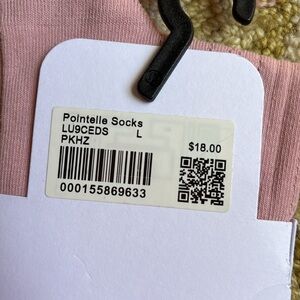 Pointelle Socks
LU9CEDS L
PKHZ
$18.00
000155869633